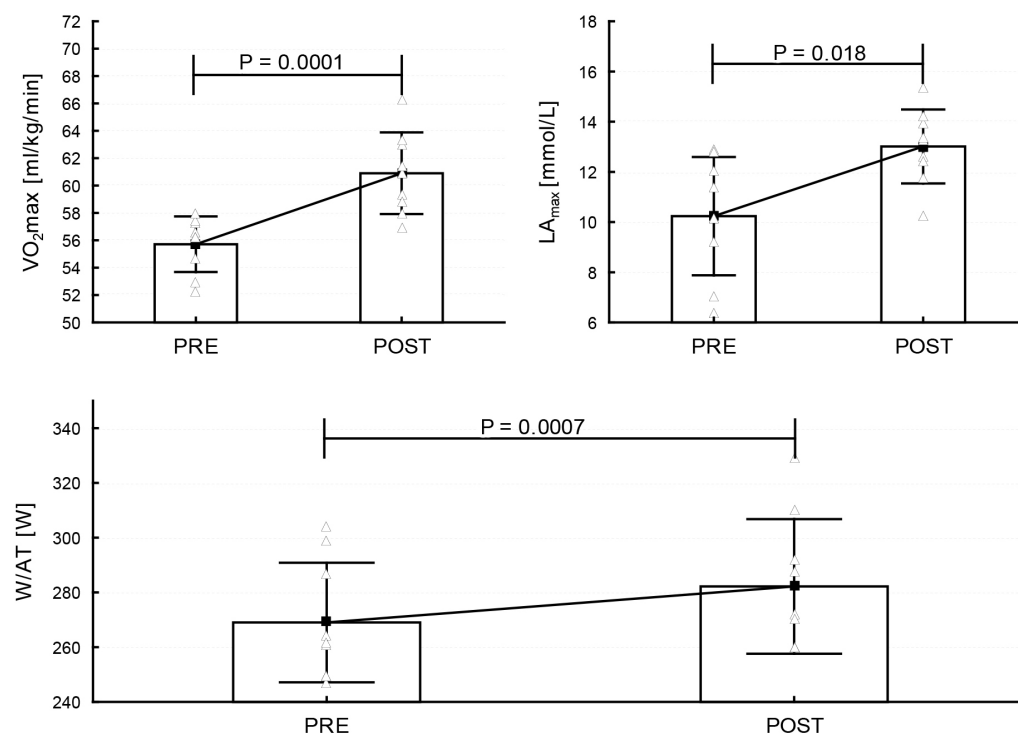 72
70
68
66
64
62
60
58
56
54
52
50
VO₂max [ml/kg/min]
P = 0.0001
PRE POST
18
16
14
12
10
8
6
LAmax [mmol/L]
P = 0.018
PRE POST
340
320
300
280
260
240
W/AT [W]
P = 0.0007
PRE POST